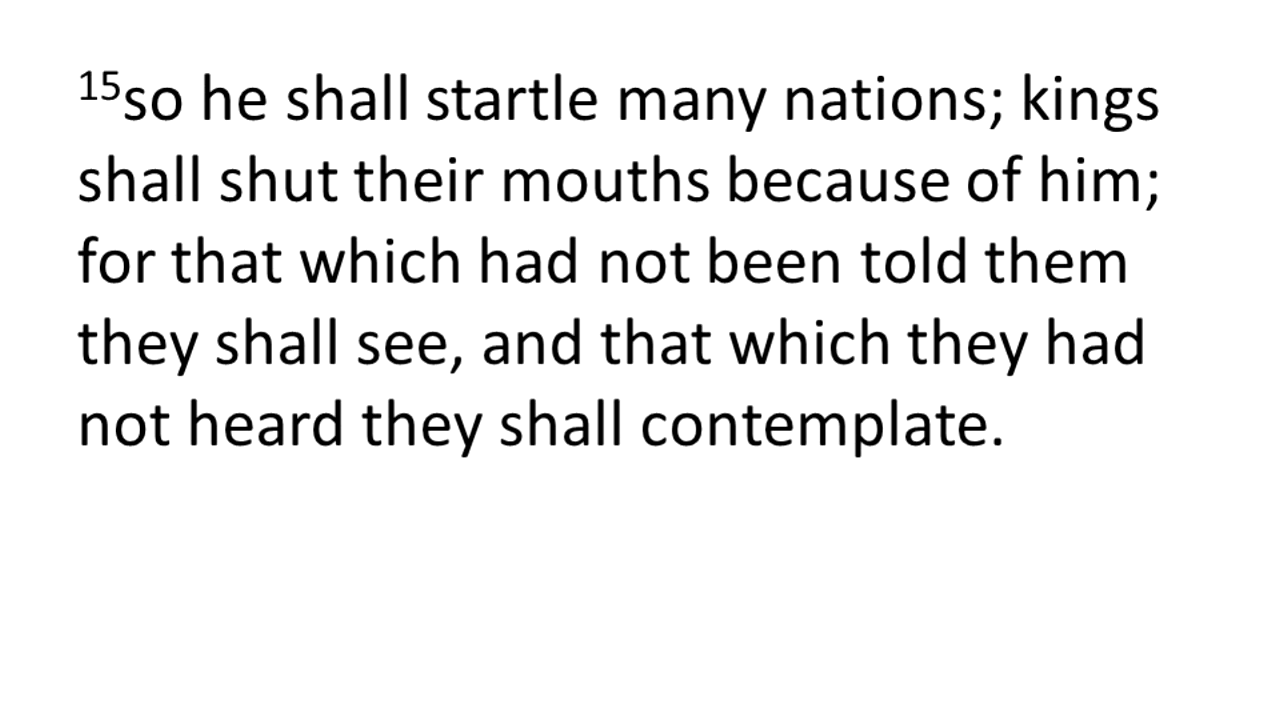 15so he shall startle many nations; kings
shall shut their mouths because of him;
for that which had not been told them
they shall see, and that which they had
not heard they shall contemplate.